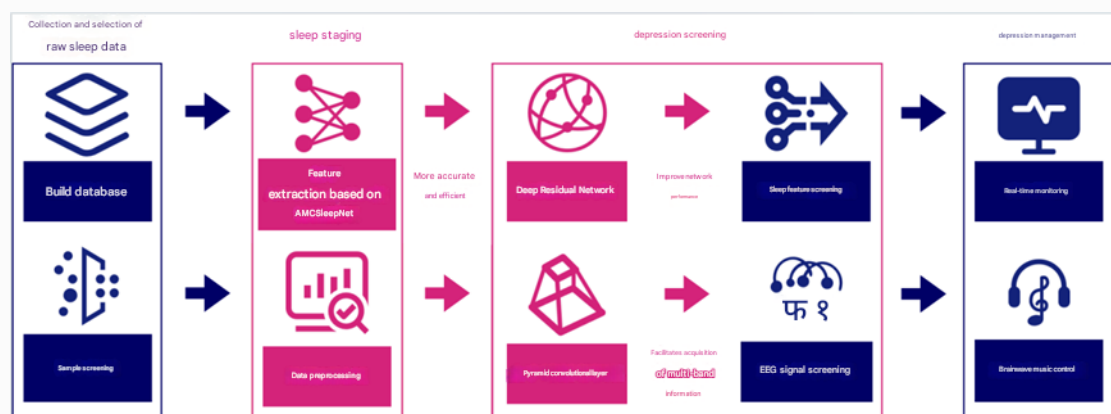 Collection and selection of
raw sleep data
sleep staging
depression screening
depression management
Build database
Feature
extraction based on
AMCSleepNet
More accurate
and efficient
Deep Residual Network
Improve network
performance
Sleep feature screening
Real-time monitoring
फ १
Sample screening
Data preprocessing
Pyramid convolutional layer
Facilitates acquisition
of multi-band
information
EEG signal screening
Brainwave music control